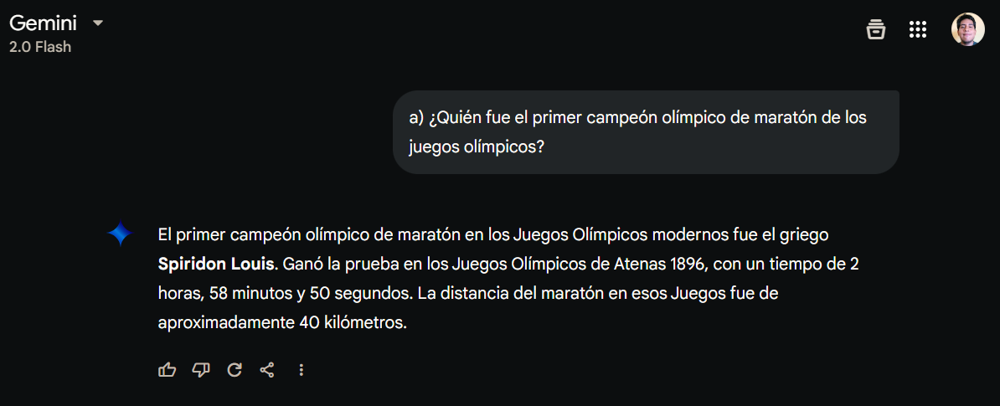 Gemini
2.0 Flash
a) ¿Quién fue el primer campeón olímpico de maratón de los
juegos olímpicos?
El primer campeón olímpico de maratón en los Juegos Olímpicos modernos fue el griego
Spiridon Louis. Ganó la prueba en los Juegos Olímpicos de Atenas 1896, con un tiempo de 2
horas, 58 minutos y 50 segundos. La distancia del maratón en esos Juegos fue de
aproximadamente 40 kilómetros.